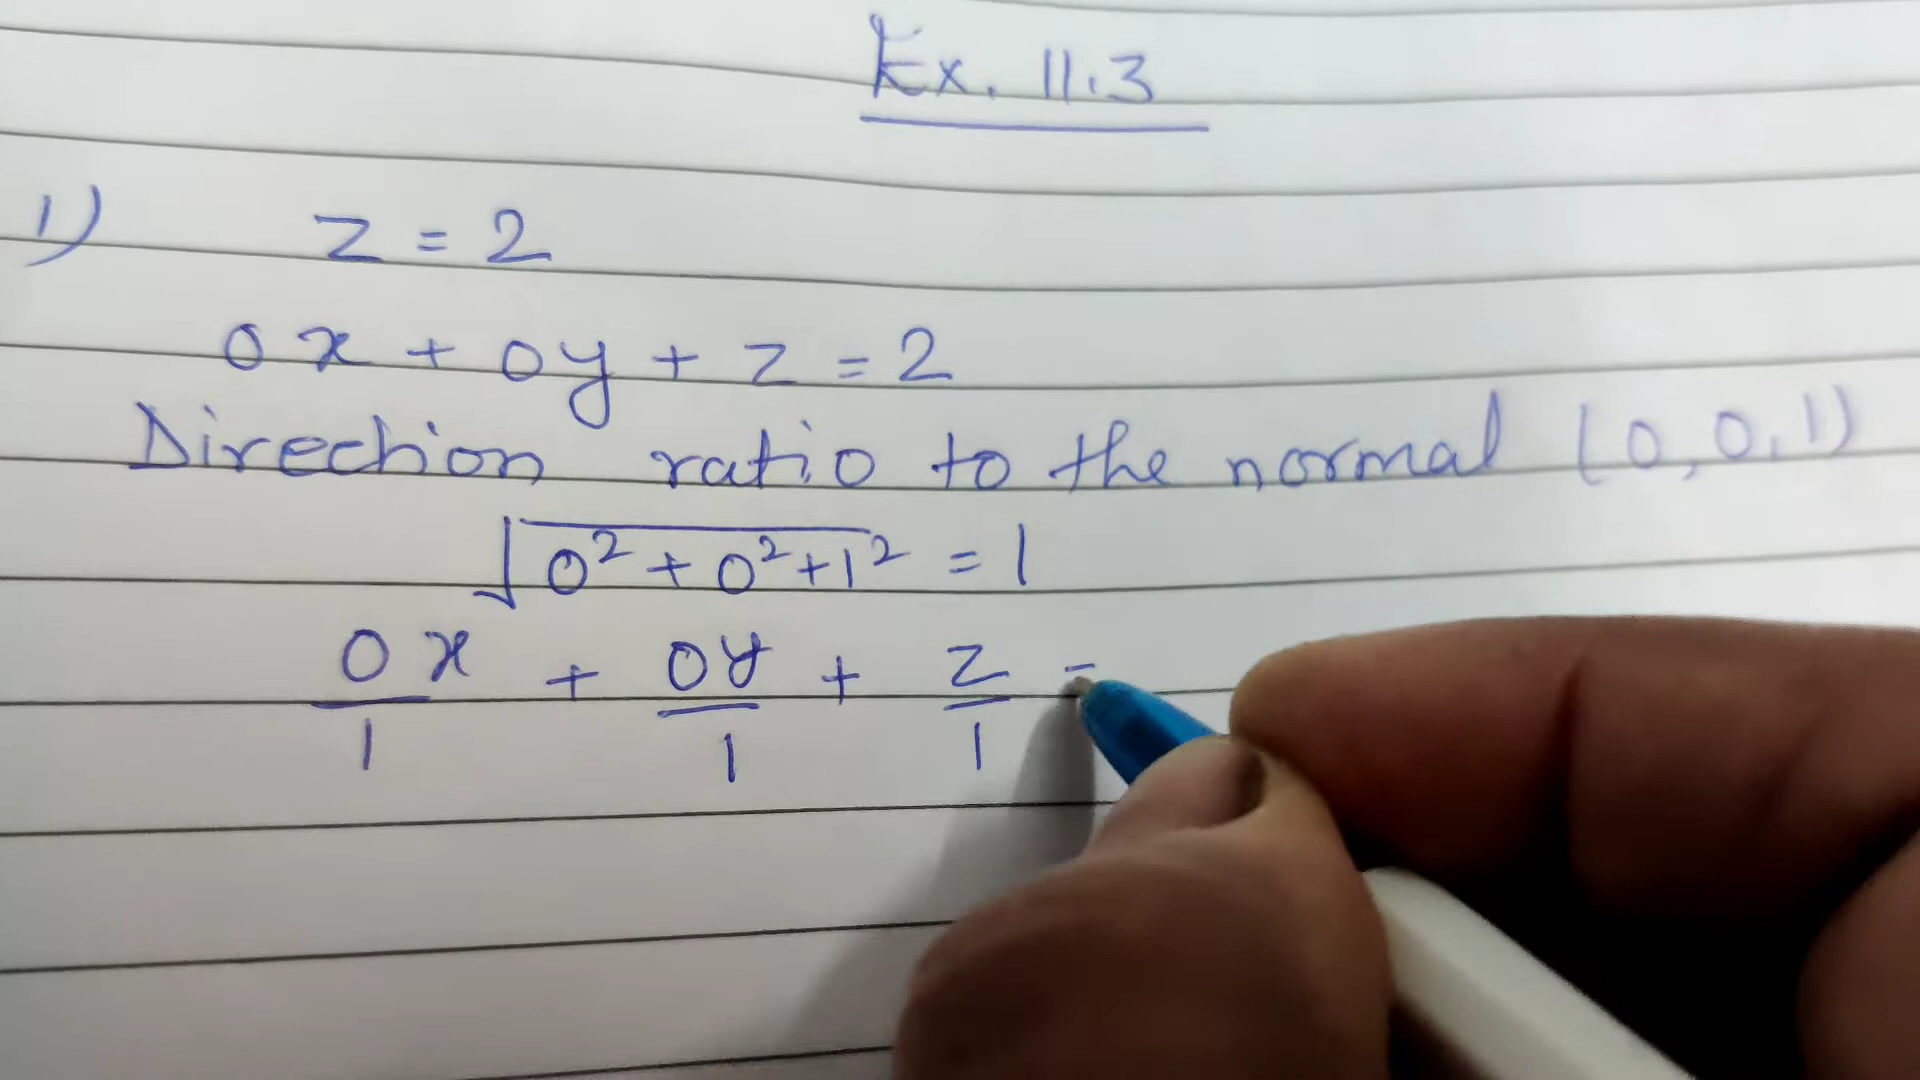 Ex. 11.3
1) z = 2
0x + 0y + z = 2
Direction ratio to the normal (0,0,1)
√0² + 0² + 1² = 1
0x/1 + 0y/1 + z/1 =